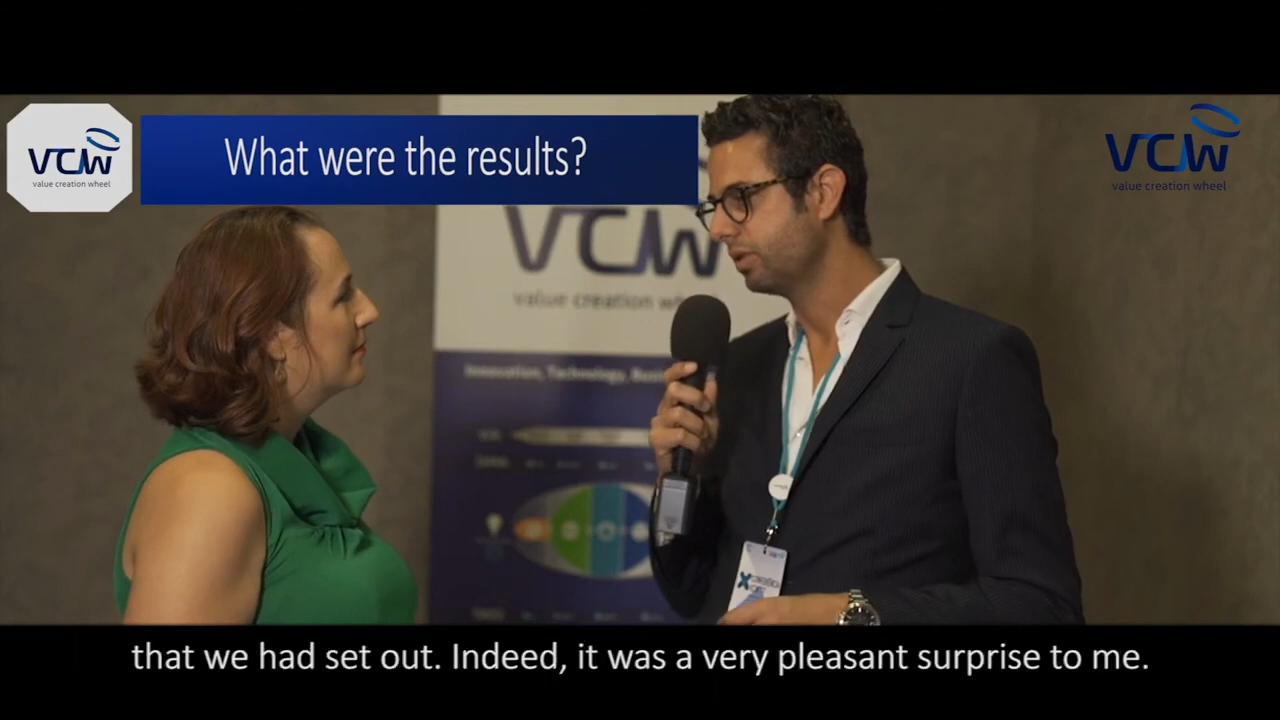 VCW
value creation wheel
What were the results?
VCW
value creation wheel
VCW
value creation
Innovation, Technology,
that we had set out. Indeed, it was a very pleasant surprise to me.